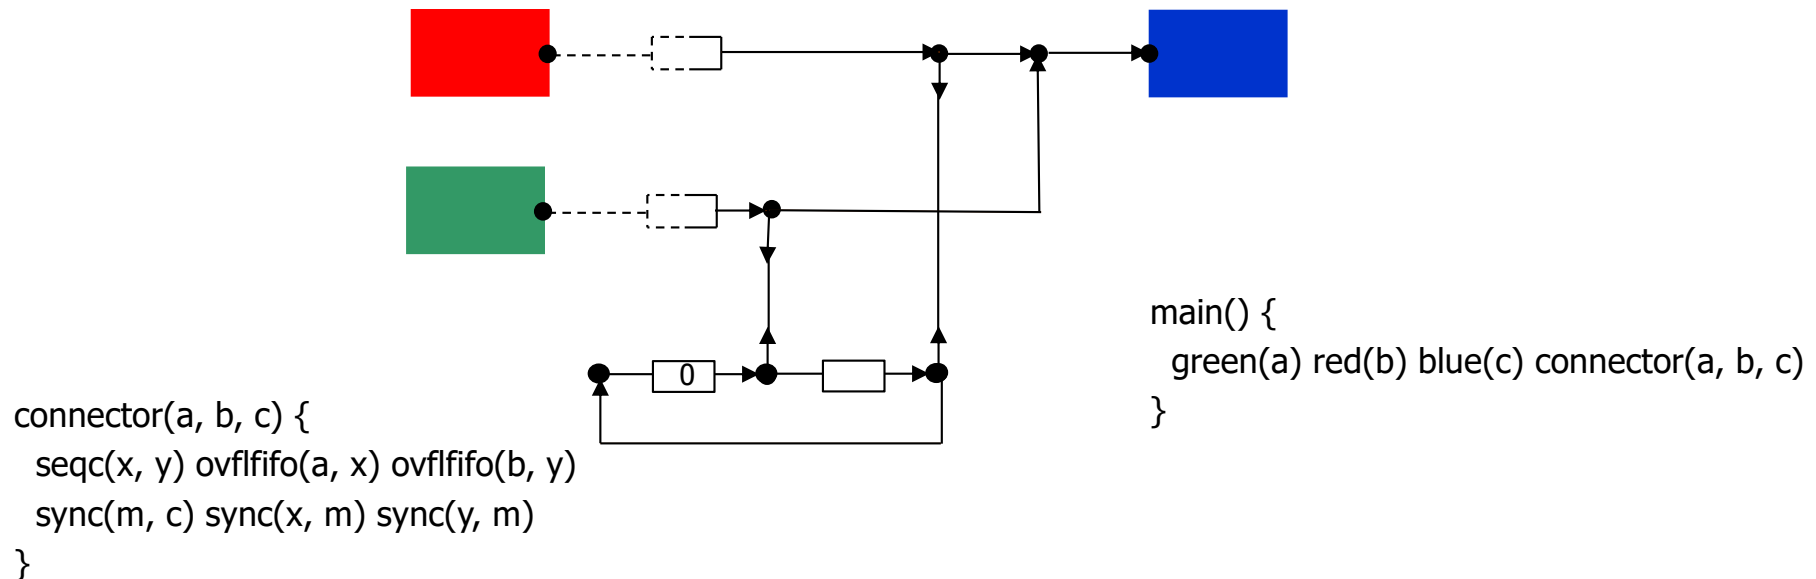 0
connector(a, b, c) {
seqc(x, y) ovflfifo(a, x) ovflfifo(b, y)
sync(m, c) sync(x, m) sync(y, m)
}
main() {
green(a) red(b) blue(c) connector(a, b, c)
}